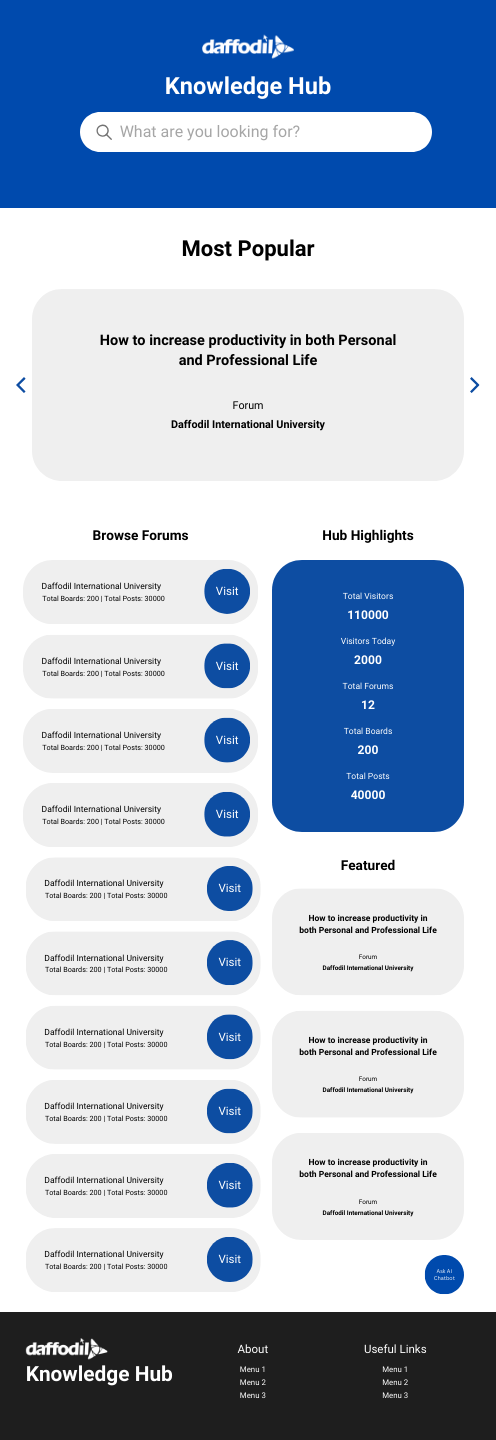 daffodil
Knowledge Hub
What are you looking for?
Most Popular
How to increase productivity in both Personal
and Professional Life
Forum
Daffodil International University
Browse Forums
Daffodil International University
Total Boards: 200 | Total Posts: 30000
Visit
Daffodil International University
Total Boards: 200 | Total Posts: 30000
Visit
Daffodil International University
Total Boards: 200 | Total Posts: 30000
Visit
Daffodil International University
Total Boards: 200 | Total Posts: 30000
Visit
Daffodil International University
Total Boards: 200 | Total Posts: 30000
Visit
Daffodil International University
Total Boards: 200 | Total Posts: 30000
Visit
Daffodil International University
Total Boards: 200 | Total Posts: 30000
Visit
Daffodil International University
Total Boards: 200 | Total Posts: 30000
Visit
Daffodil International University
Total Boards: 200 | Total Posts: 30000
Visit
Daffodil International University
Total Boards: 200 | Total Posts: 30000
Visit
Hub Highlights
Total Visitors
110000
Visitors Today
2000
Total Forums
12
Total Boards
200
Total Posts
40000
Featured
How to increase productivity in
both Personal and Professional Life
Forum
Daffodil International University
How to increase productivity in
both Personal and Professional Life
Forum
Daffodil International University
How to increase productivity in
both Personal and Professional Life
Forum
Daffodil International University
Ask AI
Chatbot
daffodil
Knowledge Hub
About
Menu 1
Menu 2
Menu 3
Useful Links
Menu 1
Menu 2
Menu 3